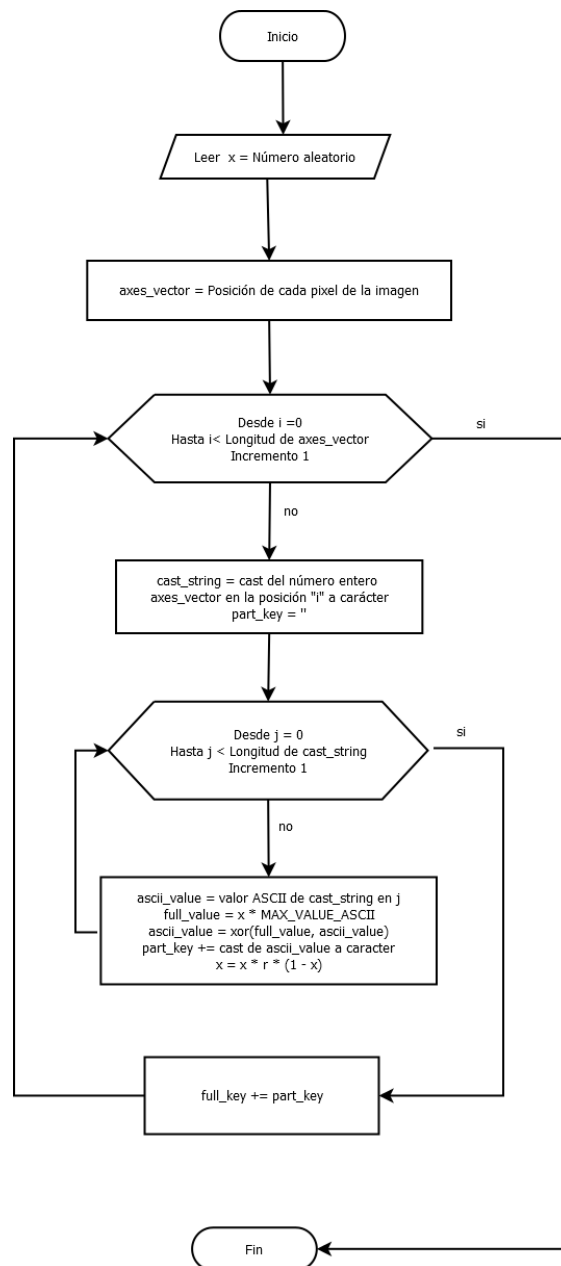 Inicio
Leer x = Número aleatorio
axes_vector = Posición de cada pixel de la imagen
Desde i =0
Hasta i< Longitud de axes_vector
Incremento 1
si
no
cast_string = cast del número entero
axes_vector en la posición "i" a carácter
part_key = ''
Desde j = 0
Hasta j < Longitud de cast_string
Incremento 1
si
no
ascii_value = valor ASCII de cast_string en j
full_value = x * MAX_VALUE_ASCII
ascii_value = xor(full_value, ascii_value)
part_key += cast de ascii_value a caracter
x = x * r * (1 - x)
full_key += part_key
Fin